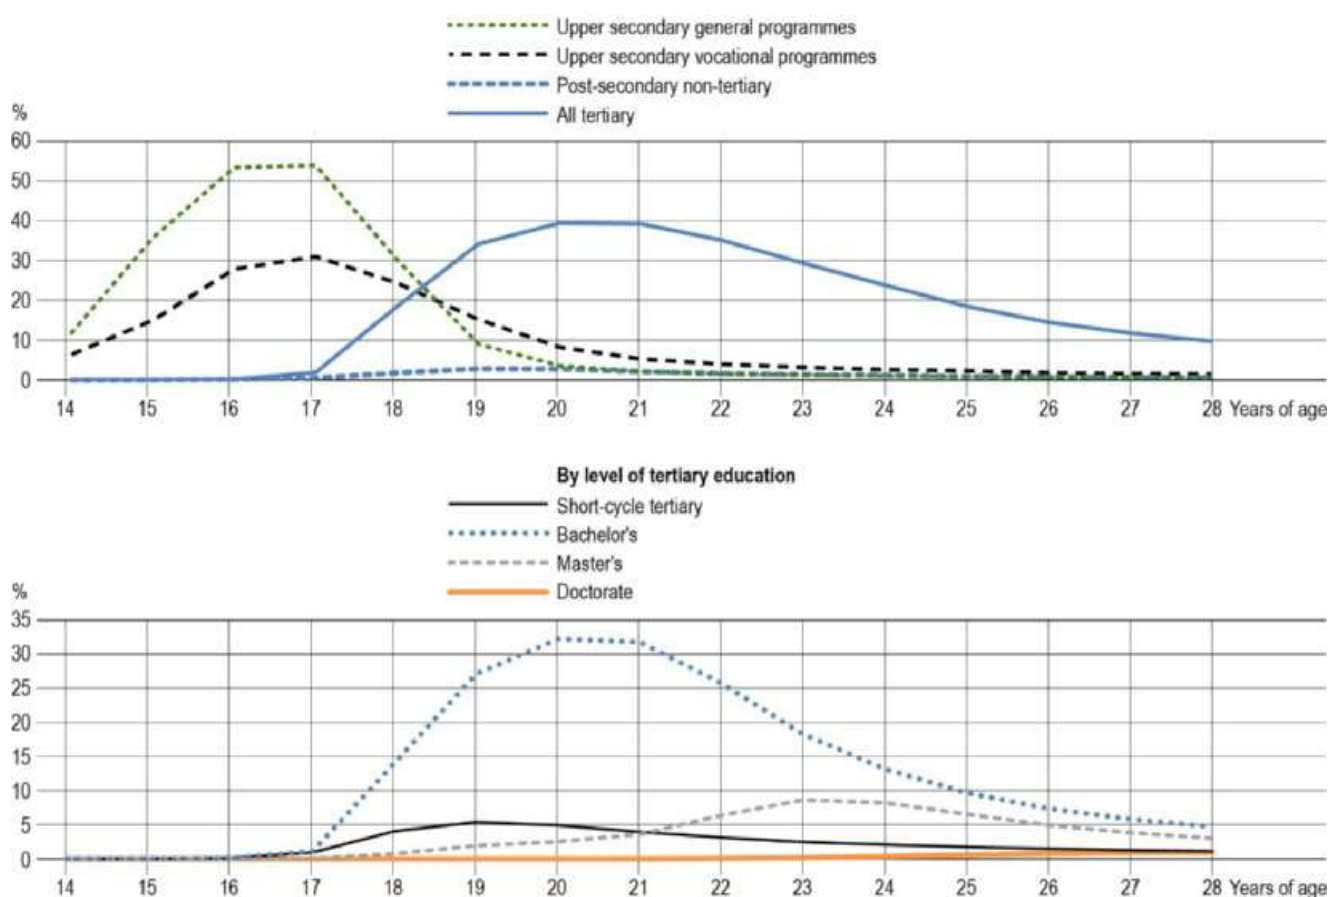 Upper secondary general programmes
Upper secondary vocational programmes
Post-secondary non-tertiary
All tertiary
%
60
50
40
30
20
10
0
14 15 16 17 18 19 20 21 22 23 24 25 26 27 28 Years of age
By level of tertiary education
Short-cycle tertiary
Bachelor's
Master's
Doctorate
%
35
30
25
20
15
10
5
0
14 15 16 17 18 19 20 21 22 23 24 25 26 27 28 Years of age